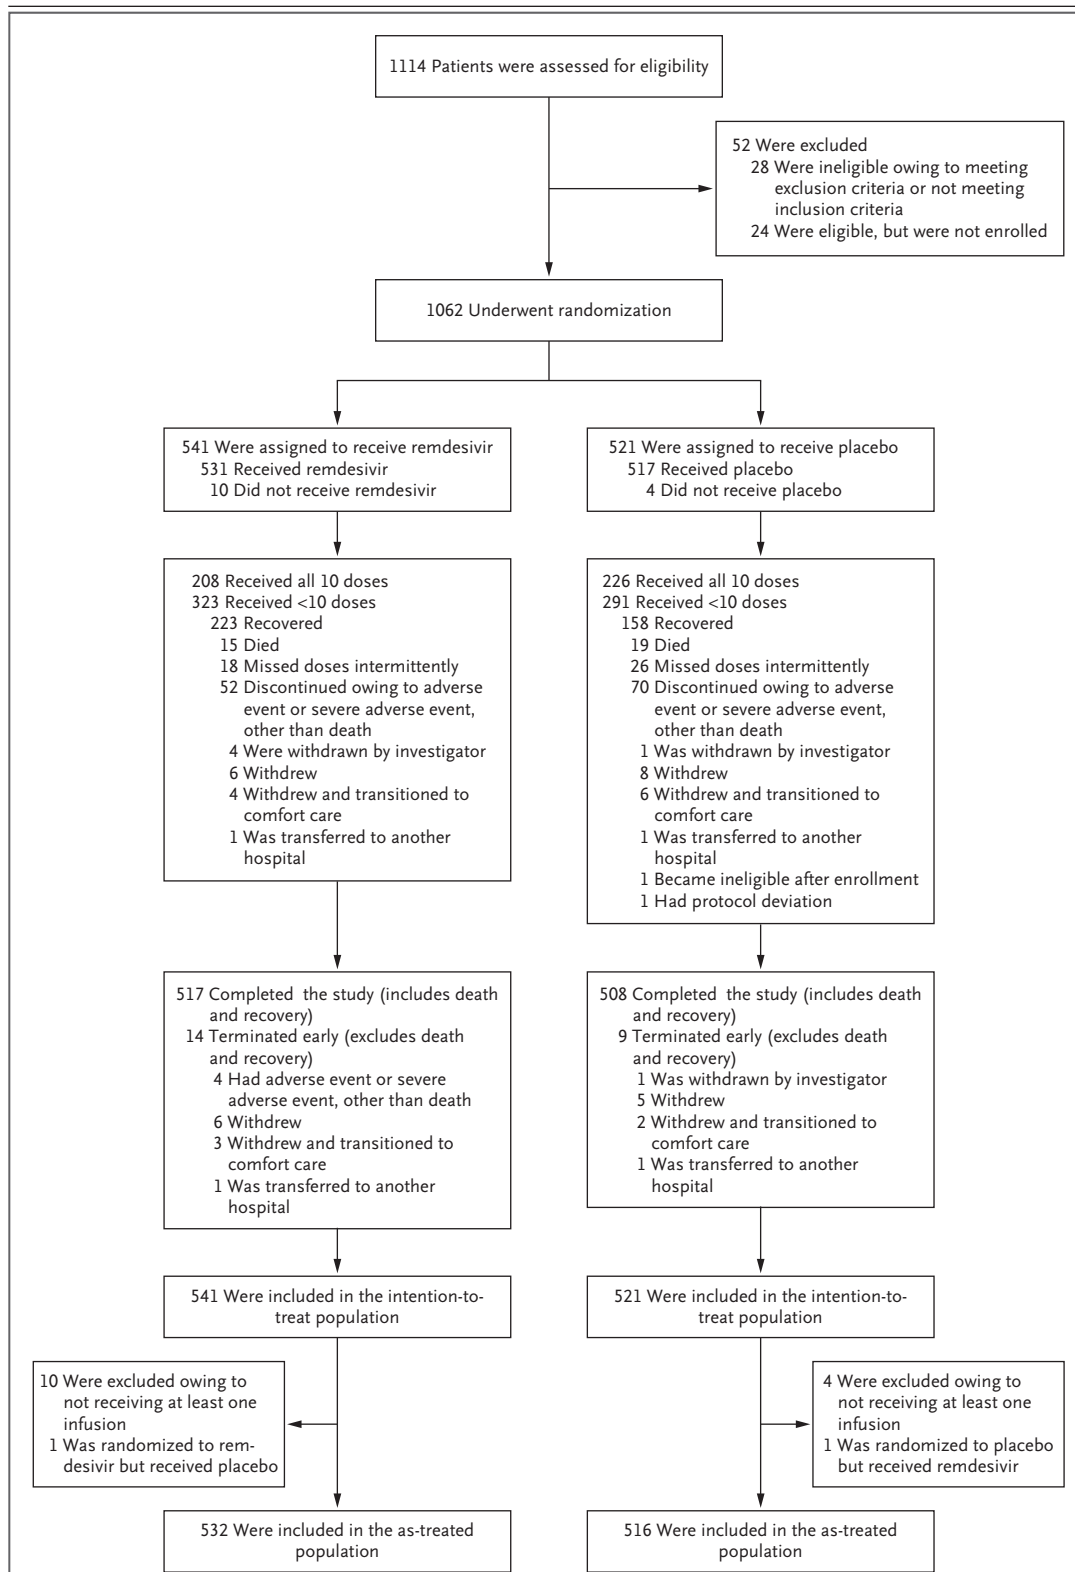 1114 Patients were assessed for eligibility
52 Were excluded
28 Were ineligible owing to meeting
exclusion criteria or not meeting
inclusion criteria
24 Were eligible, but were not enrolled
1062 Underwent randomization
541 Were assigned to receive remdesivir
531 Received remdesivir
10 Did not receive remdesivir
521 Were assigned to receive placebo
517 Received placebo
4 Did not receive placebo
208 Received all 10 doses
323 Received <10 doses
223 Recovered
15 Died
18 Missed doses intermittently
52 Discontinued owing to adverse
event or severe adverse event,
other than death
4 Were withdrawn by investigator
6 Withdrew
4 Withdrew and transitioned to
comfort care
1 Was transferred to another
hospital
226 Received all 10 doses
291 Received <10 doses
158 Recovered
19 Died
26 Missed doses intermittently
70 Discontinued owing to adverse
event or severe adverse event,
other than death
1 Was withdrawn by investigator
8 Withdrew
6 Withdrew and transitioned to
comfort care
1 Was transferred to another
hospital
1 Became ineligible after enrollment
1 Had protocol deviation
517 Completed the study (includes death
and recovery)
14 Terminated early (excludes death
and recovery)
4 Had adverse event or severe
adverse event, other than death
6 Withdrew
3 Withdrew and transitioned to
comfort care
1 Was transferred to another
hospital
508 Completed the study (includes death
and recovery)
9 Terminated early (excludes death
and recovery)
1 Was withdrawn by investigator
5 Withdrew
2 Withdrew and transitioned to
comfort care
1 Was transferred to another
hospital
541 Were included in the intention-to-
treat population
521 Were included in the intention-to-
treat population
10 Were excluded owing to
not receiving at least one
infusion
1 Was randomized to rem-
desivir but received placebo
4 Were excluded owing to
not receiving at least one
infusion
1 Was randomized to placebo
but received remdesivir
532 Were included in the as-treated
population
516 Were included in the as-treated
population